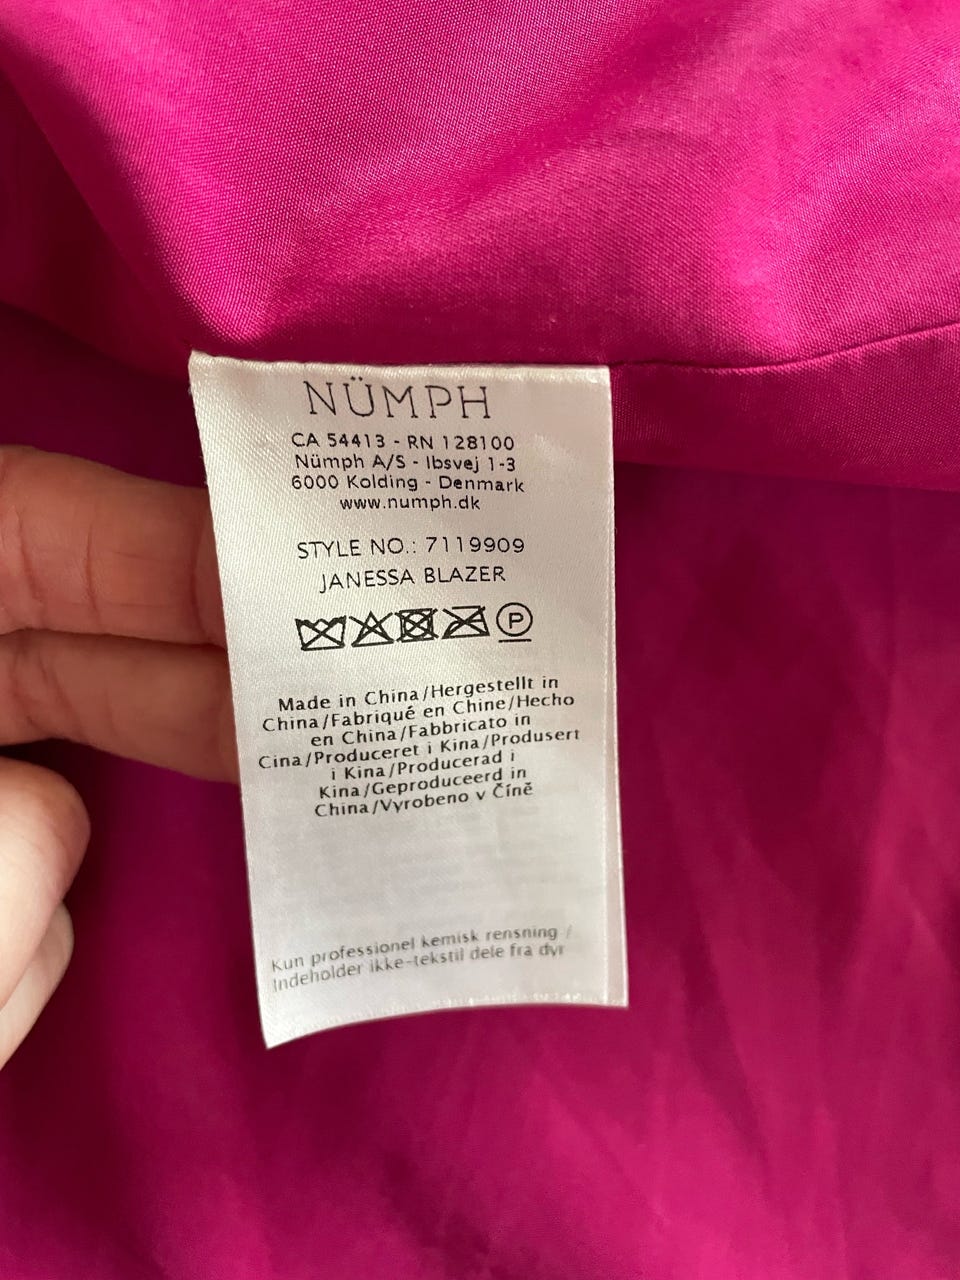 NÜMPH
CA 54413 - RN 128100
Nümph A/S - Ibsvej 1-3
6000 Kolding - Denmark
www.numph.dk
STYLE NO.: 7119909
JANESSA BLAZER
P
Made in China/Hergestellt in
China/Fabriqué en Chine/Hecho
en China/Fabbricato in
Cina/Produceret i Kina/Produsert
i Kina/Producerad i
Kina/Geproduceerd in
China/Vyrobeno v Číně
Kun professionel kemisk rensning /
Indeholder ikke-tekstil dele fra dyr